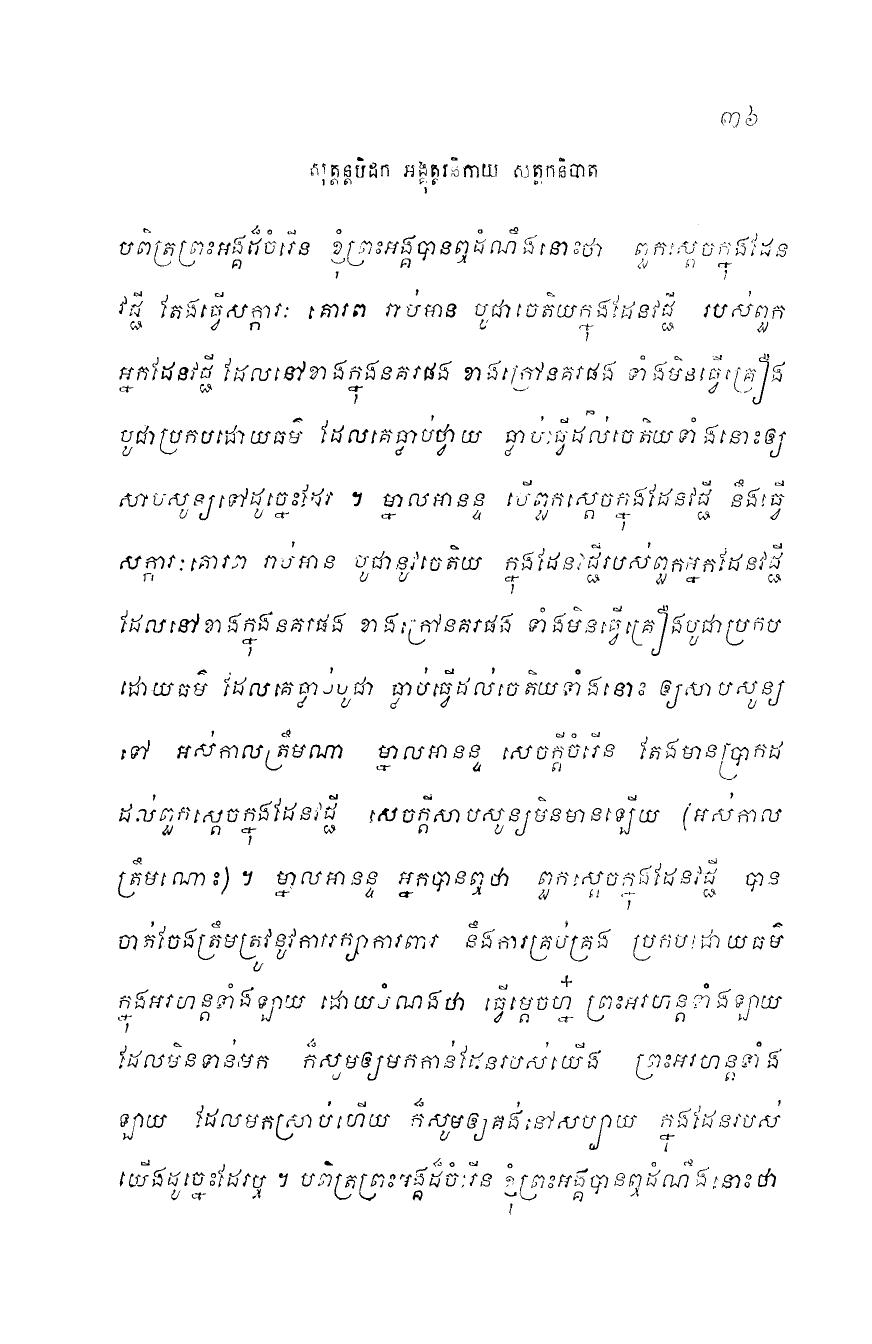 ៣៦
សុត្តន្តបិដក អង្គុត្តរនិកាយ សត្តកនិបាត
បពិត្រព្រះអង្គដ៏ចំរើន ខ្ញុំព្រះអង្គបានឮដំណឹងនោះថា ពួកស្តេចក្នុងដែន
វជ្ជី តែងធ្វើសក្ការៈ គោរព រាប់អាន បូជាចេតិយក្នុងដែនវជ្ជី របស់ពួក
អ្នកដែនវជ្ជី ដែលនៅខាងក្នុងនគរផង ខាងក្រៅនគរផង ទាំងមិនធ្វើគ្រឿង
បូជាប្រកបដោយធម៌ ដែលគេធ្លាប់ថ្វាយ ធ្លាប់ធ្វើដល់ចេតិយទាំងនោះឲ្យ
សាបសូន្យទៅដូច្នេះដែរ ។ ម្នាលអានន្ទ បើពួកស្តេចក្នុងដែនវជ្ជី នឹងធ្វើ
សក្ការៈគោរព រាប់អាន បូជានូវចេតិយ ក្នុងដែនវជ្ជីរបស់ពួកអ្នកដែនវជ្ជី
ដែលនៅខាងក្នុងនគរផង ខាងក្រៅនគរផង ទាំងមិនធ្វើគ្រឿងបូជាប្រកប
ដោយធម៌ ដែលគេធ្លាប់បូជា ធ្លាប់ធ្វើដល់ចេតិយទាំងនោះ ឲ្យសាបសូន្យ
ទៅ អស់កាលត្រឹមណា ម្នាលអានន្ទ សេចក្តីចំរើន តែងមានប្រាកដ
ដល់ពួកស្តេចក្នុងដែនវជ្ជី សេចក្តីសាបសូន្យមិនមានឡើយ (អស់កាល
ត្រឹមណោះ) ។ ម្នាលអានន្ទ អ្នកបានឮថា ពួកស្តេចក្នុងដែនវជ្ជី បាន
ចាក់ចែងត្រឹមត្រូវនូវការរក្សាការពារ នឹងការគ្រប់គ្រង ប្រកបដោយធម៌
ក្នុងអរហន្តទាំងឡាយ ដោយបំណងថា ធ្វើម្តេចហ្ន៎ ព្រះអរហន្តទាំងឡាយ
ដែលមិនទាន់មក ក៏សូមឲ្យមកកាន់ដែនរបស់យើង ព្រះអរហន្តទាំង
ឡាយ ដែលមកស្រាប់ហើយ ក៏សូមឲ្យគង់នៅសប្បាយ ក្នុងដែនរបស់
យើងដូច្នេះដែរឬ ។ បពិត្រព្រះអង្គដ៏ចំរើន ខ្ញុំព្រះអង្គបានឮដំណឹងនោះថា